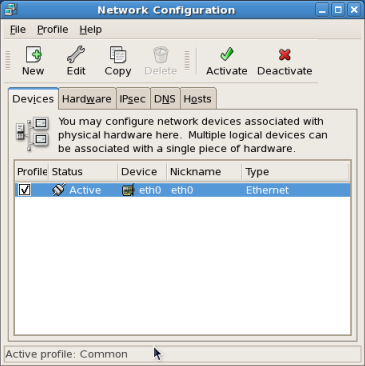 Network Configuration
File Profile Help
New Edit Copy Delete Activate Deactivate
Devices Hardware IPsec DNS Hosts
You may configure network devices associated with
physical hardware here.  Multiple logical devices can
be associated with a single piece of hardware.
Profile Status Device Nickname Type
Active eth0 eth0 Ethernet
Active profile: Common